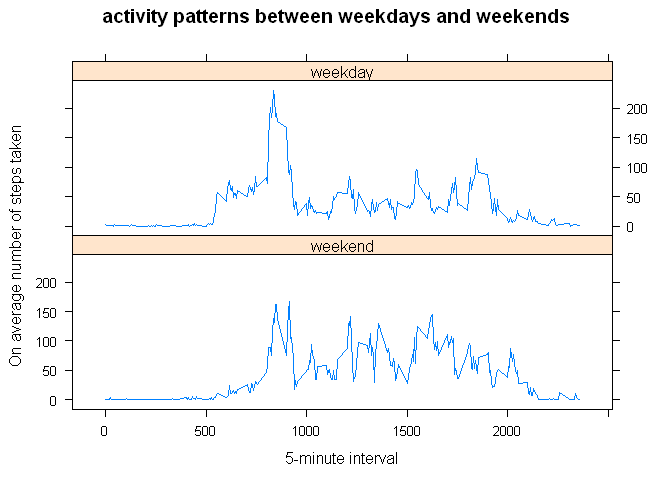 activity patterns between weekdays and weekends
weekday
200
150
100
50
0
On average number of steps taken
weekend
200
150
100
50
0
0 500 1000 1500 2000
5-minute interval